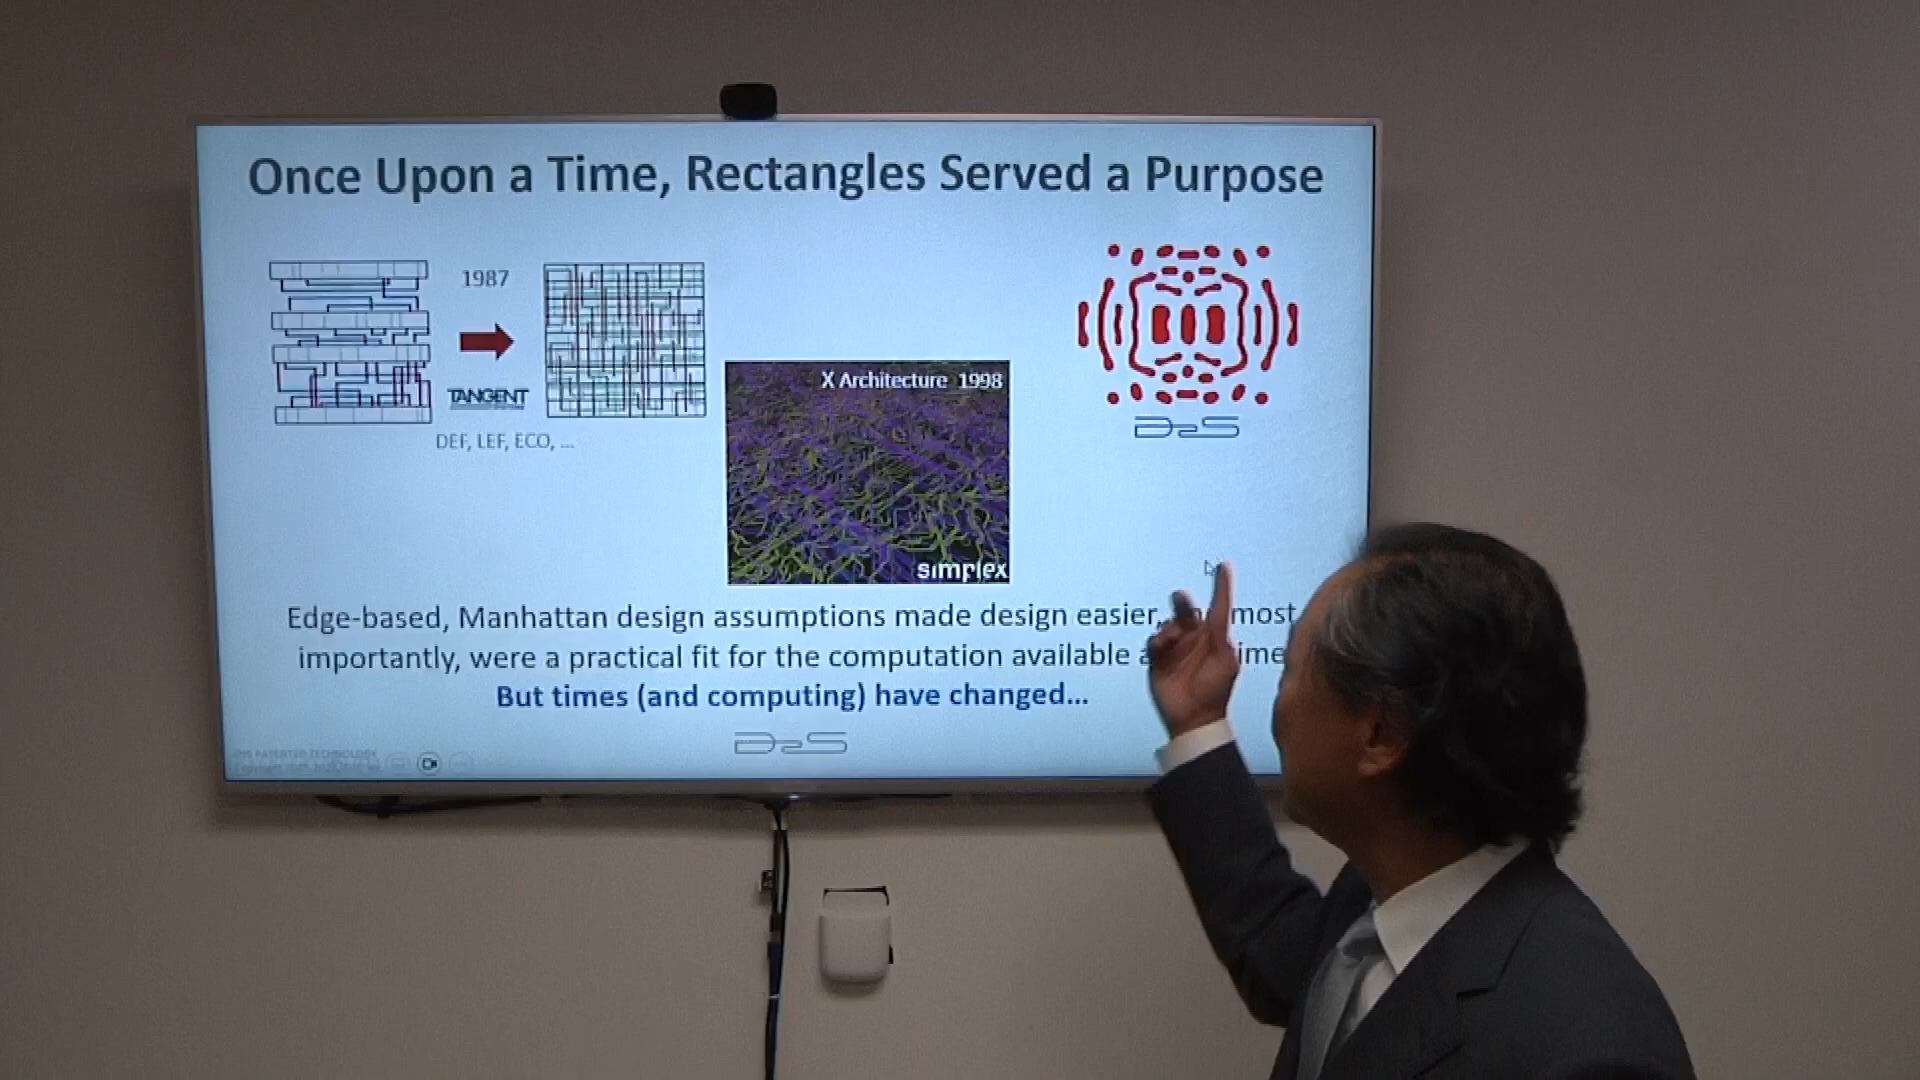 Once Upon a Time, Rectangles Served a Purpose
1987
TANGENT
DEF, LEF, ECO, ...
X Architecture 1998
simplex
D2S
Edge-based, Manhattan design assumptions made design easier, most
importantly, were a practical fit for the computation available
But times (and computing) have changed...
D2S